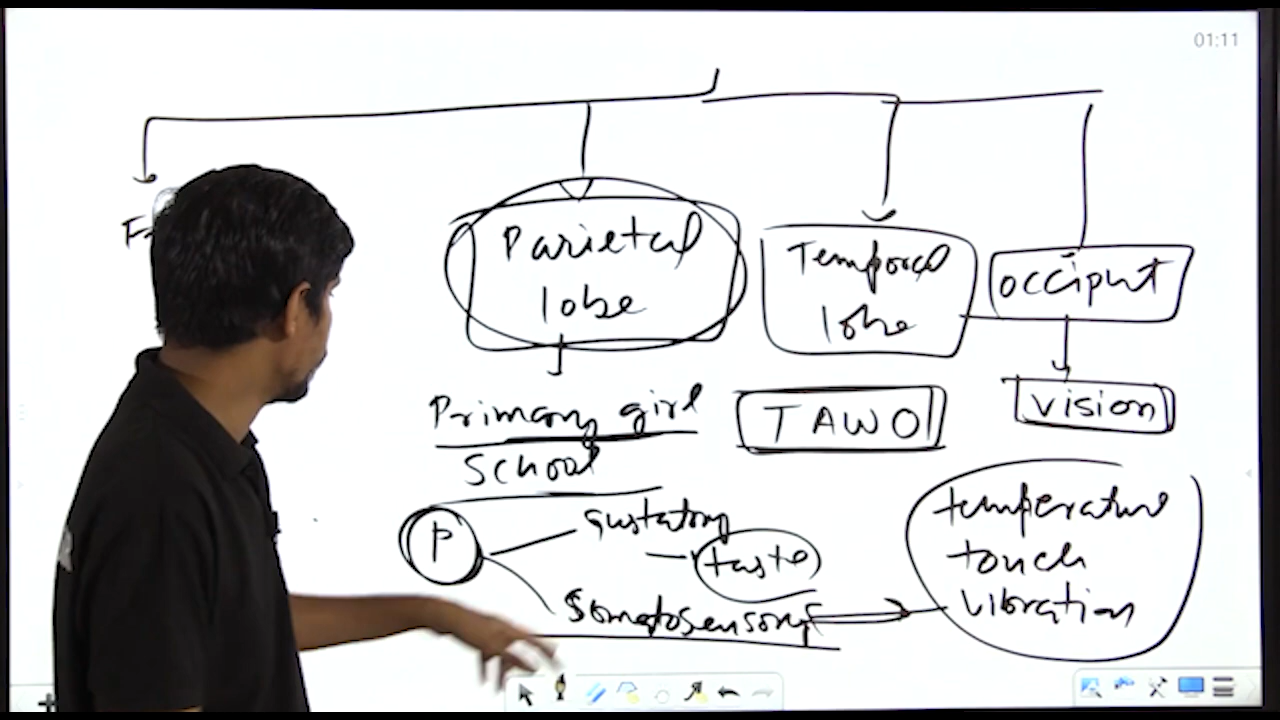 01:11
Parietal
lobe
Temporal
lobe
occiput
Primary girl
School
TAWO
vision
P
gustatory
taste
Somatosensory
temperature
touch
vibration